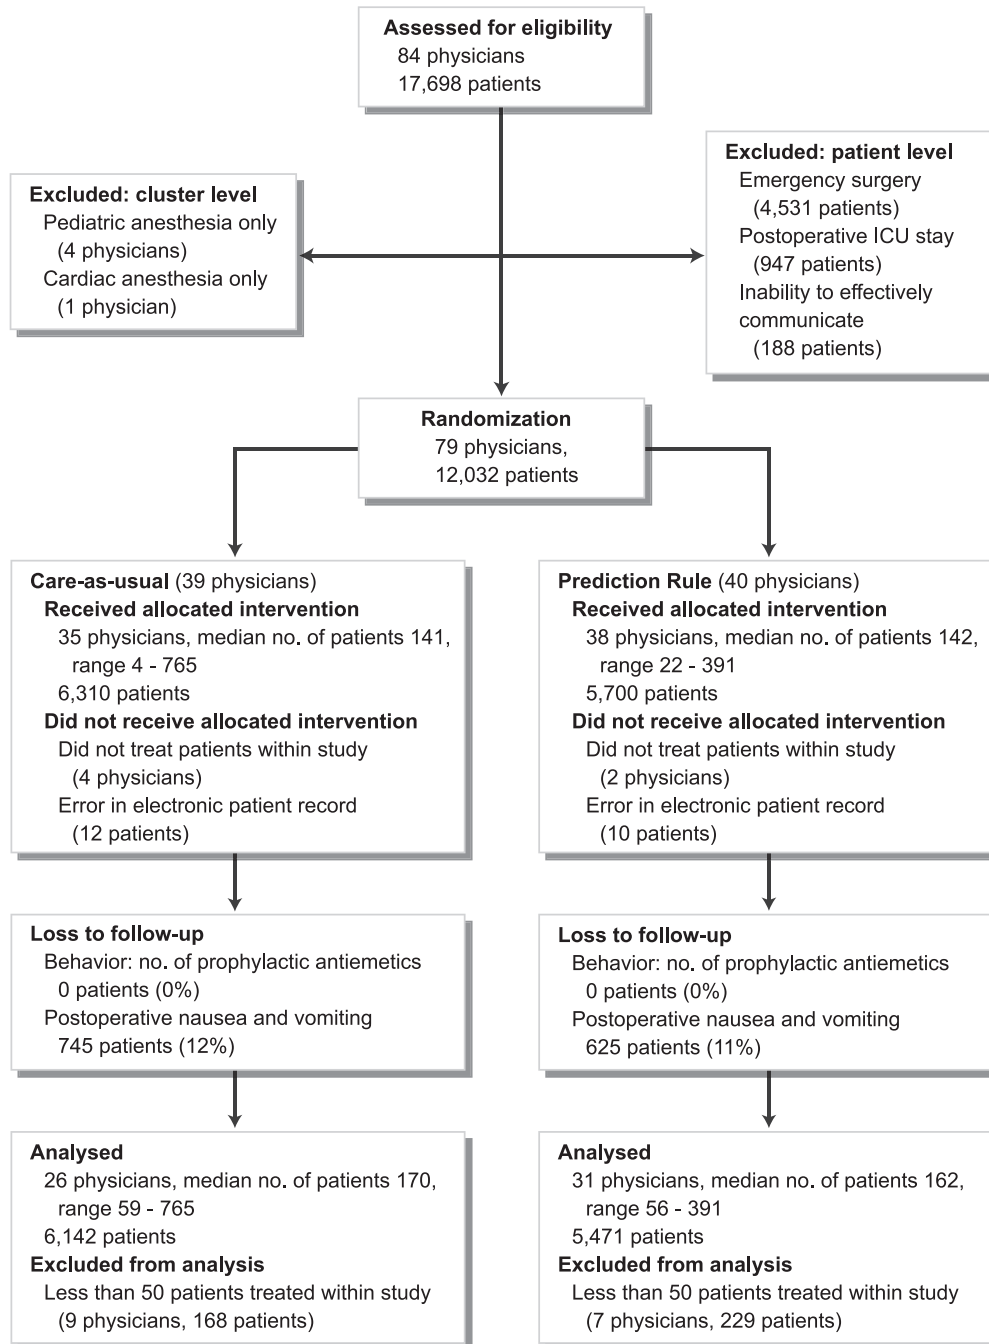 Assessed for eligibility
84 physicians
17,698 patients
Excluded: cluster level
Pediatric anesthesia only
(4 physicians)
Cardiac anesthesia only
(1 physician)
Excluded: patient level
Emergency surgery
(4,531 patients)
Postoperative ICU stay
(947 patients)
Inability to effectively
communicate
(188 patients)
Randomization
79 physicians,
12,032 patients
Care-as-usual (39 physicians)
Received allocated intervention
35 physicians, median no. of patients 141,
range 4 - 765
6,310 patients
Did not receive allocated intervention
Did not treat patients within study
(4 physicians)
Error in electronic patient record
(12 patients)
Prediction Rule (40 physicians)
Received allocated intervention
38 physicians, median no. of patients 142,
range 22 - 391
5,700 patients
Did not receive allocated intervention
Did not treat patients within study
(2 physicians)
Error in electronic patient record
(10 patients)
Loss to follow-up
Behavior: no. of prophylactic antiemetics
0 patients (0%)
Postoperative nausea and vomiting
745 patients (12%)
Loss to follow-up
Behavior: no. of prophylactic antiemetics
0 patients (0%)
Postoperative nausea and vomiting
625 patients (11%)
Analysed
26 physicians, median no. of patients 170,
range 59 - 765
6,142 patients
Excluded from analysis
Less than 50 patients treated within study
(9 physicians, 168 patients)
Analysed
31 physicians, median no. of patients 162,
range 56 - 391
5,471 patients
Excluded from analysis
Less than 50 patients treated within study
(7 physicians, 229 patients)